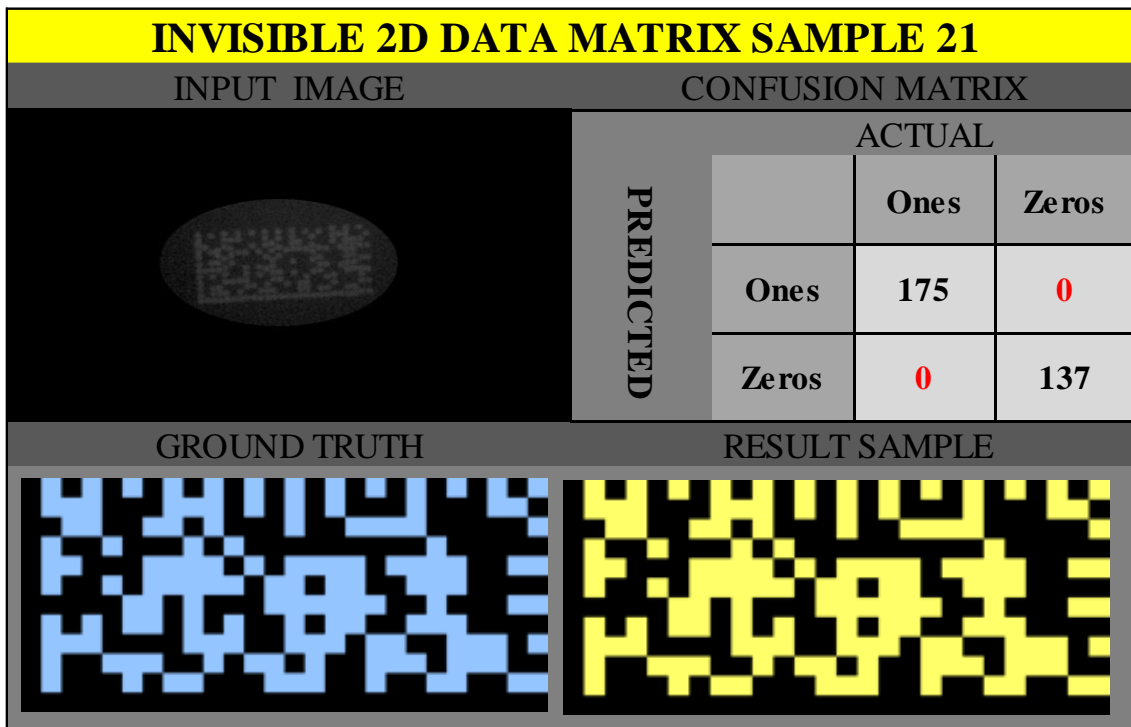 INVISIBLE 2D DATA MATRIX SAMPLE 21
INPUT IMAGE
CONFUSION MATRIX
ACTUAL
PREDICTED
Ones Zeros
Ones 175 0
Zeros 0 137
GROUND TRUTH
RESULT SAMPLE